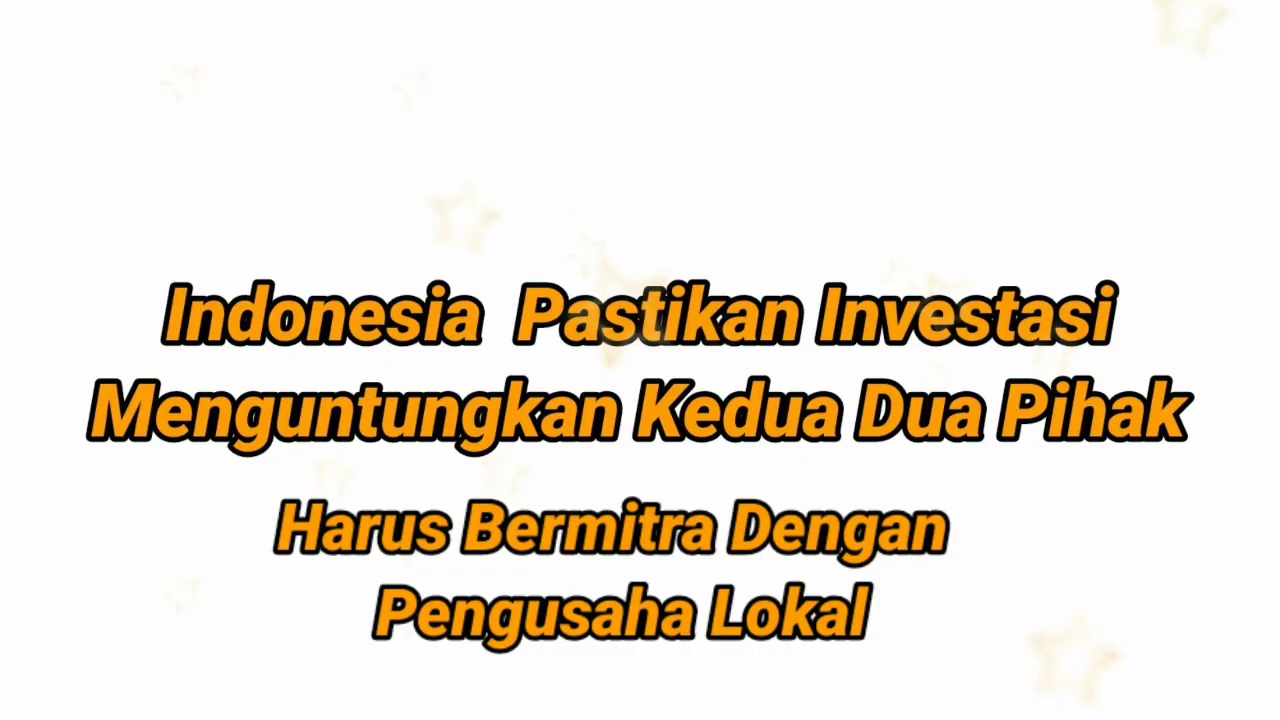 Indonesia Pastikan Investasi
Menguntungkan Kedua Dua Pihak
Harus Bermitra Dengan
Pengusaha Lokal